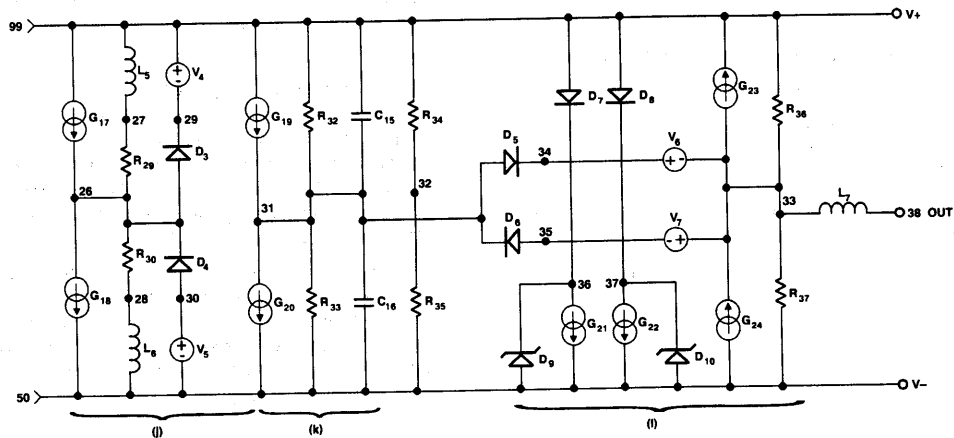 99
V+
L5
V4
G17
27
29
R29
D3
26
R30
D4
G18
28
30
L6
V5
50
(j)
G19
R32
C15
R34
31
32
G20
R33
C16
R35
(k)
D7
D8
G23
R36
D5
34
V6
+ -
33
L7
38 OUT
D6
35
V7
- +
36
37
G21
G22
G24
R37
D9
D10
V−
(l)